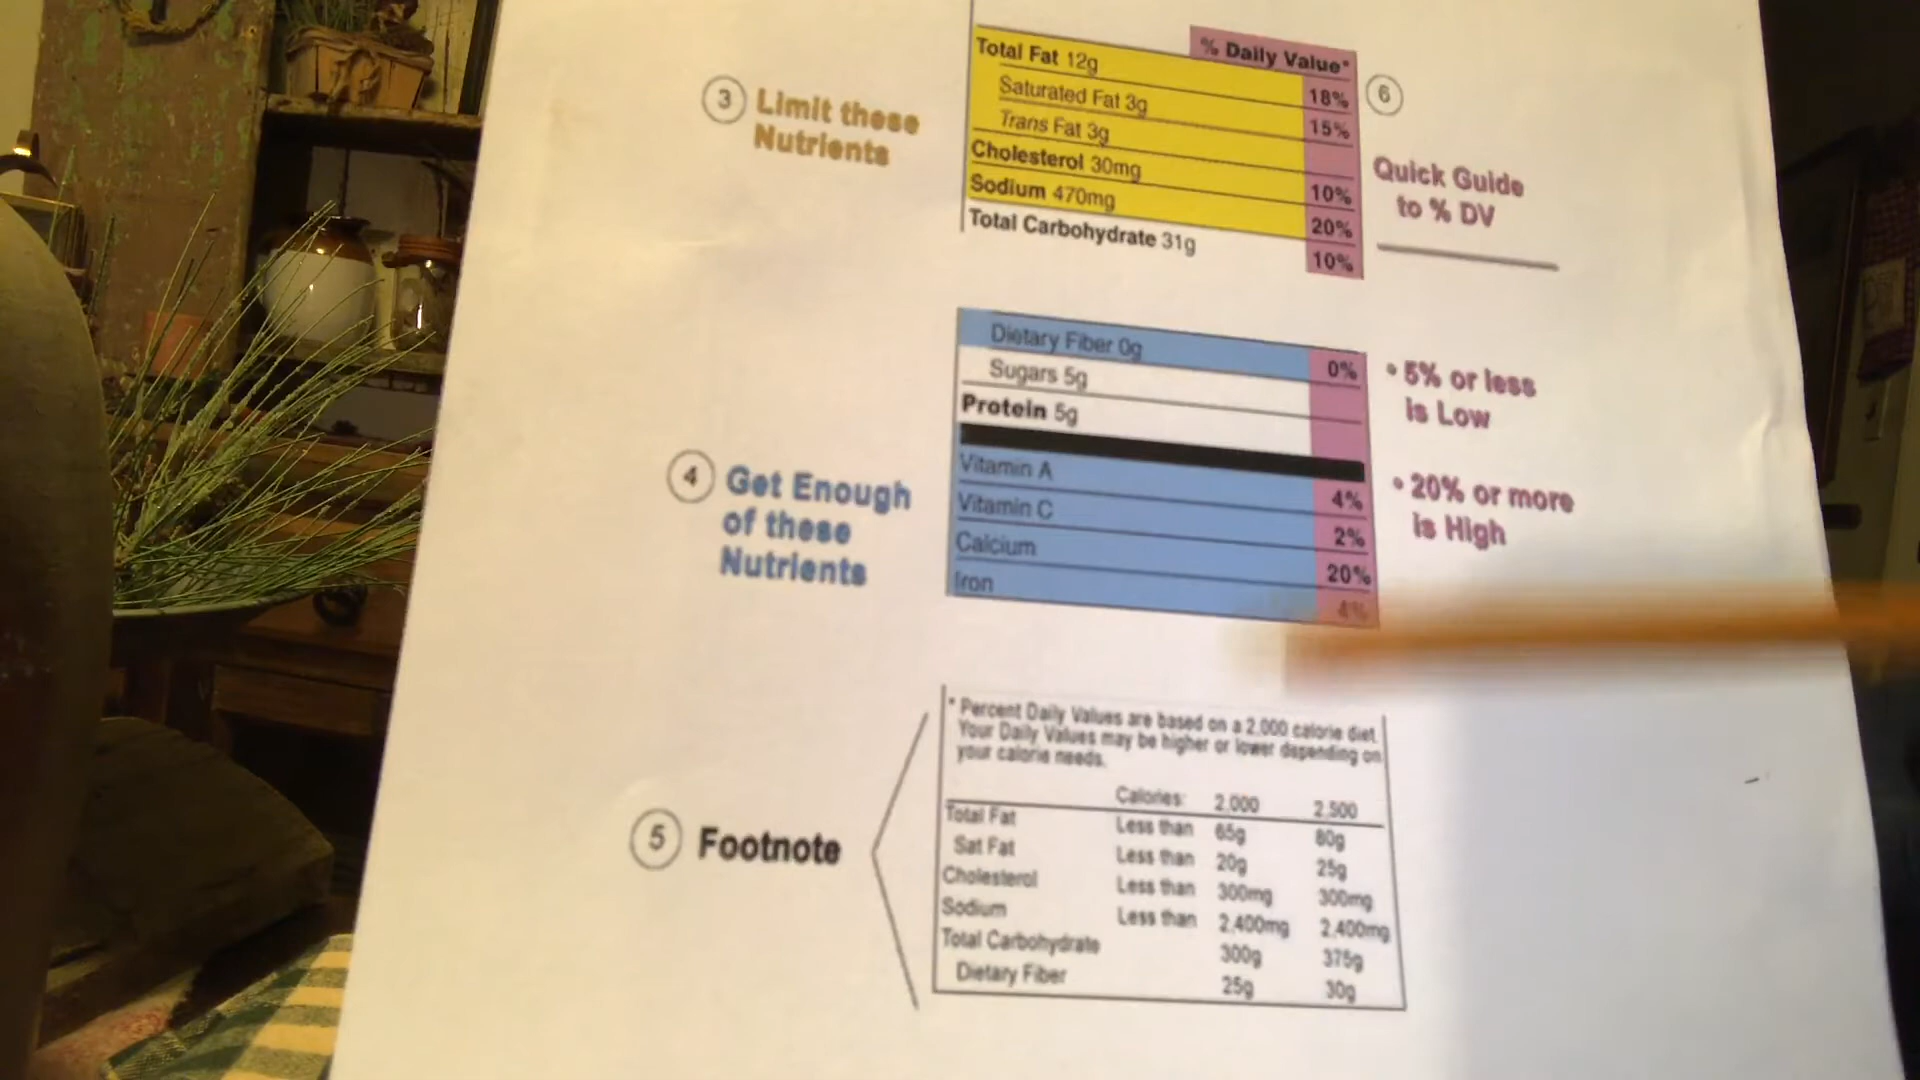 % Daily Value*
Total Fat 12g 18%
Saturated Fat 3g 15%
Trans Fat 3g
Cholesterol 30mg 10%
Sodium 470mg 20%
Total Carbohydrate 31g 10%
3 Limit these
Nutrients
6
Quick Guide
to % DV
Dietary Fiber 0g 0%
Sugars 5g
Protein 5g
Vitamin A 4%
Vitamin C 2%
Calcium 20%
Iron 4%
4 Get Enough
of these
Nutrients
• 5% or less
is Low
• 20% or more
is High
5 Footnote
* Percent Daily Values are based on a 2,000 calorie diet.
Your Daily Values may be higher or lower depending on
your calorie needs.
Calories: 2,000 2,500
Total Fat Less than 65g 80g
Sat Fat Less than 20g 25g
Cholesterol Less than 300mg 300mg
Sodium Less than 2,400mg 2,400mg
Total Carbohydrate 300g 375g
Dietary Fiber 25g 30g